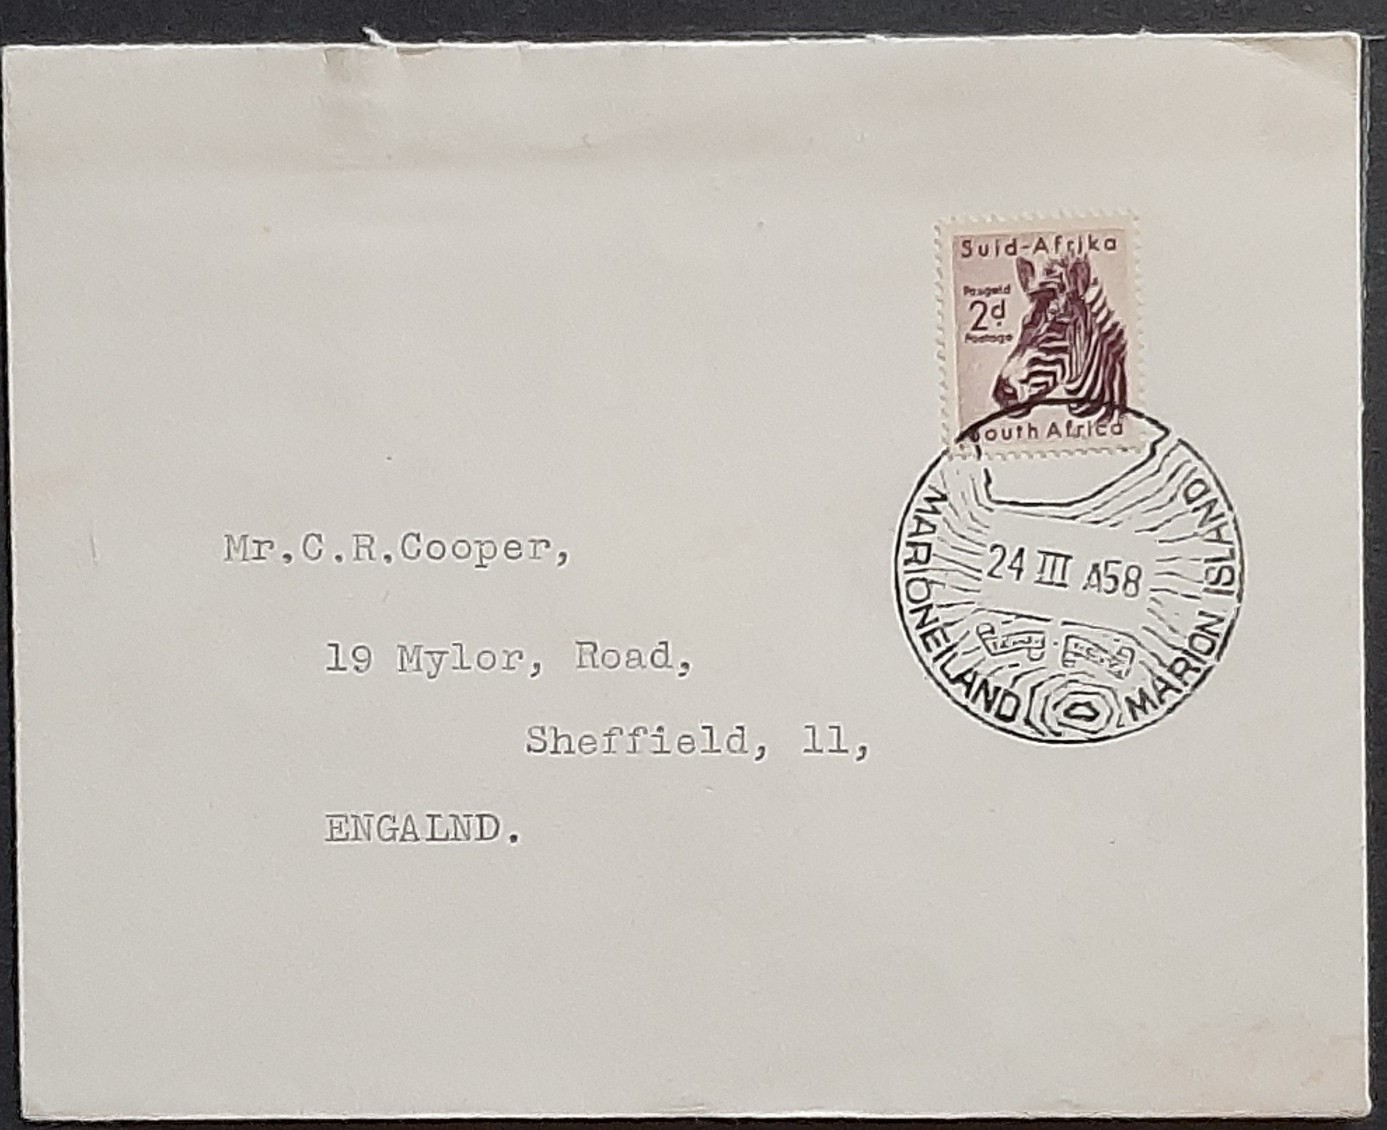 Suid-Afrika
Posgeld
2d
Postage
South Africa
MARIONEILAND
MARION ISLAND
24 III A58
Mr.C.R.Cooper,
19 Mylor, Road,
Sheffield, 11,
ENGALND.